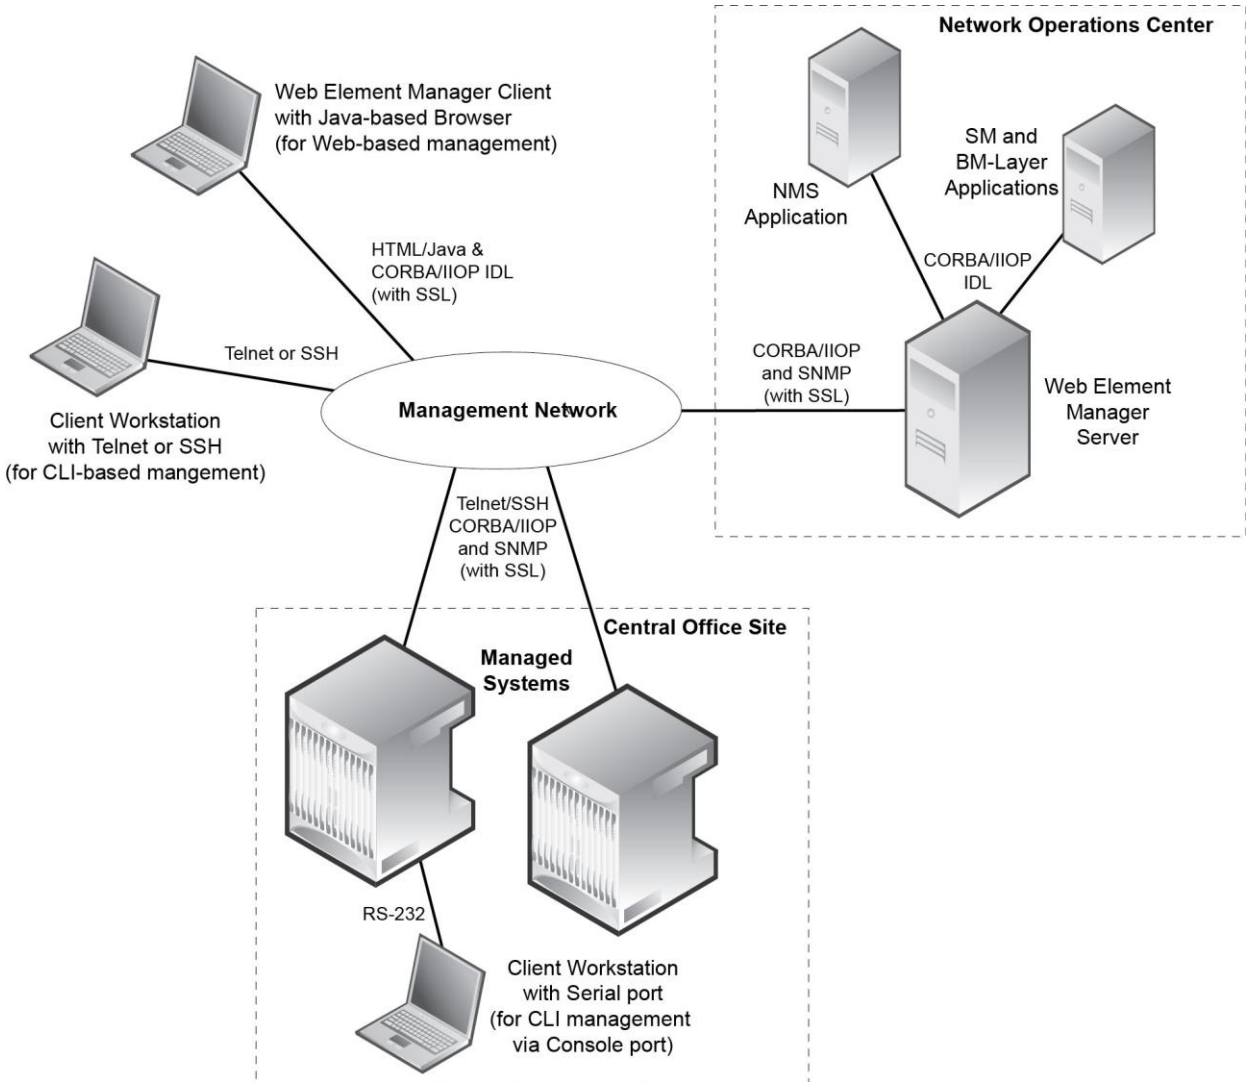 Network Operations Center
Web Element Manager Client
with Java-based Browser
(for Web-based management)
SM and
BM-Layer
Applications
NMS
Application
HTML/Java &
CORBA/IIOP IDL
(with SSL)
CORBA/IIOP
IDL
Telnet or SSH
CORBA/IIOP
and SNMP
(with SSL)
Web Element
Manager
Server
Management Network
Client Workstation
with Telnet or SSH
(for CLI-based mangement)
Telnet/SSH
CORBA/IIOP
and SNMP
(with SSL)
Central Office Site
Managed
Systems
RS-232
Client Workstation
with Serial port
(for CLI management
via Console port)